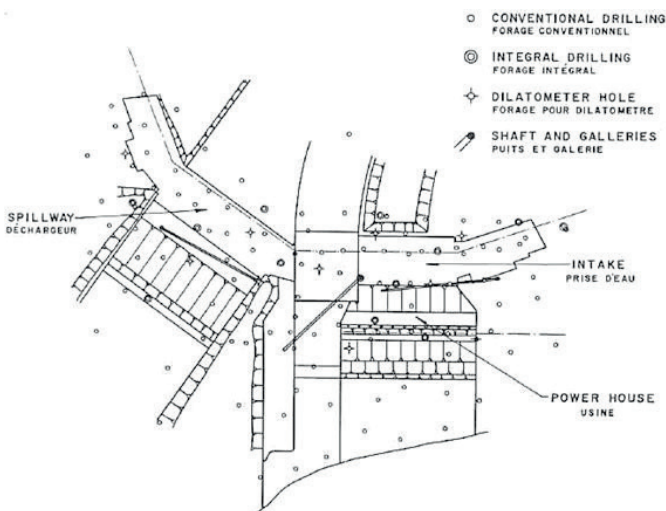 CONVENTIONAL DRILLING
FORAGE CONVENTIONNEL
INTEGRAL DRILLING
FORAGE INTÉGRAL
DILATOMETER HOLE
FORAGE POUR DILATOMETRE
SHAFT AND GALLERIES
PUITS ET GALERIE
SPILLWAY
DÉCHARGEUR
INTAKE
PRISE D'EAU
POWER HOUSE
USINE